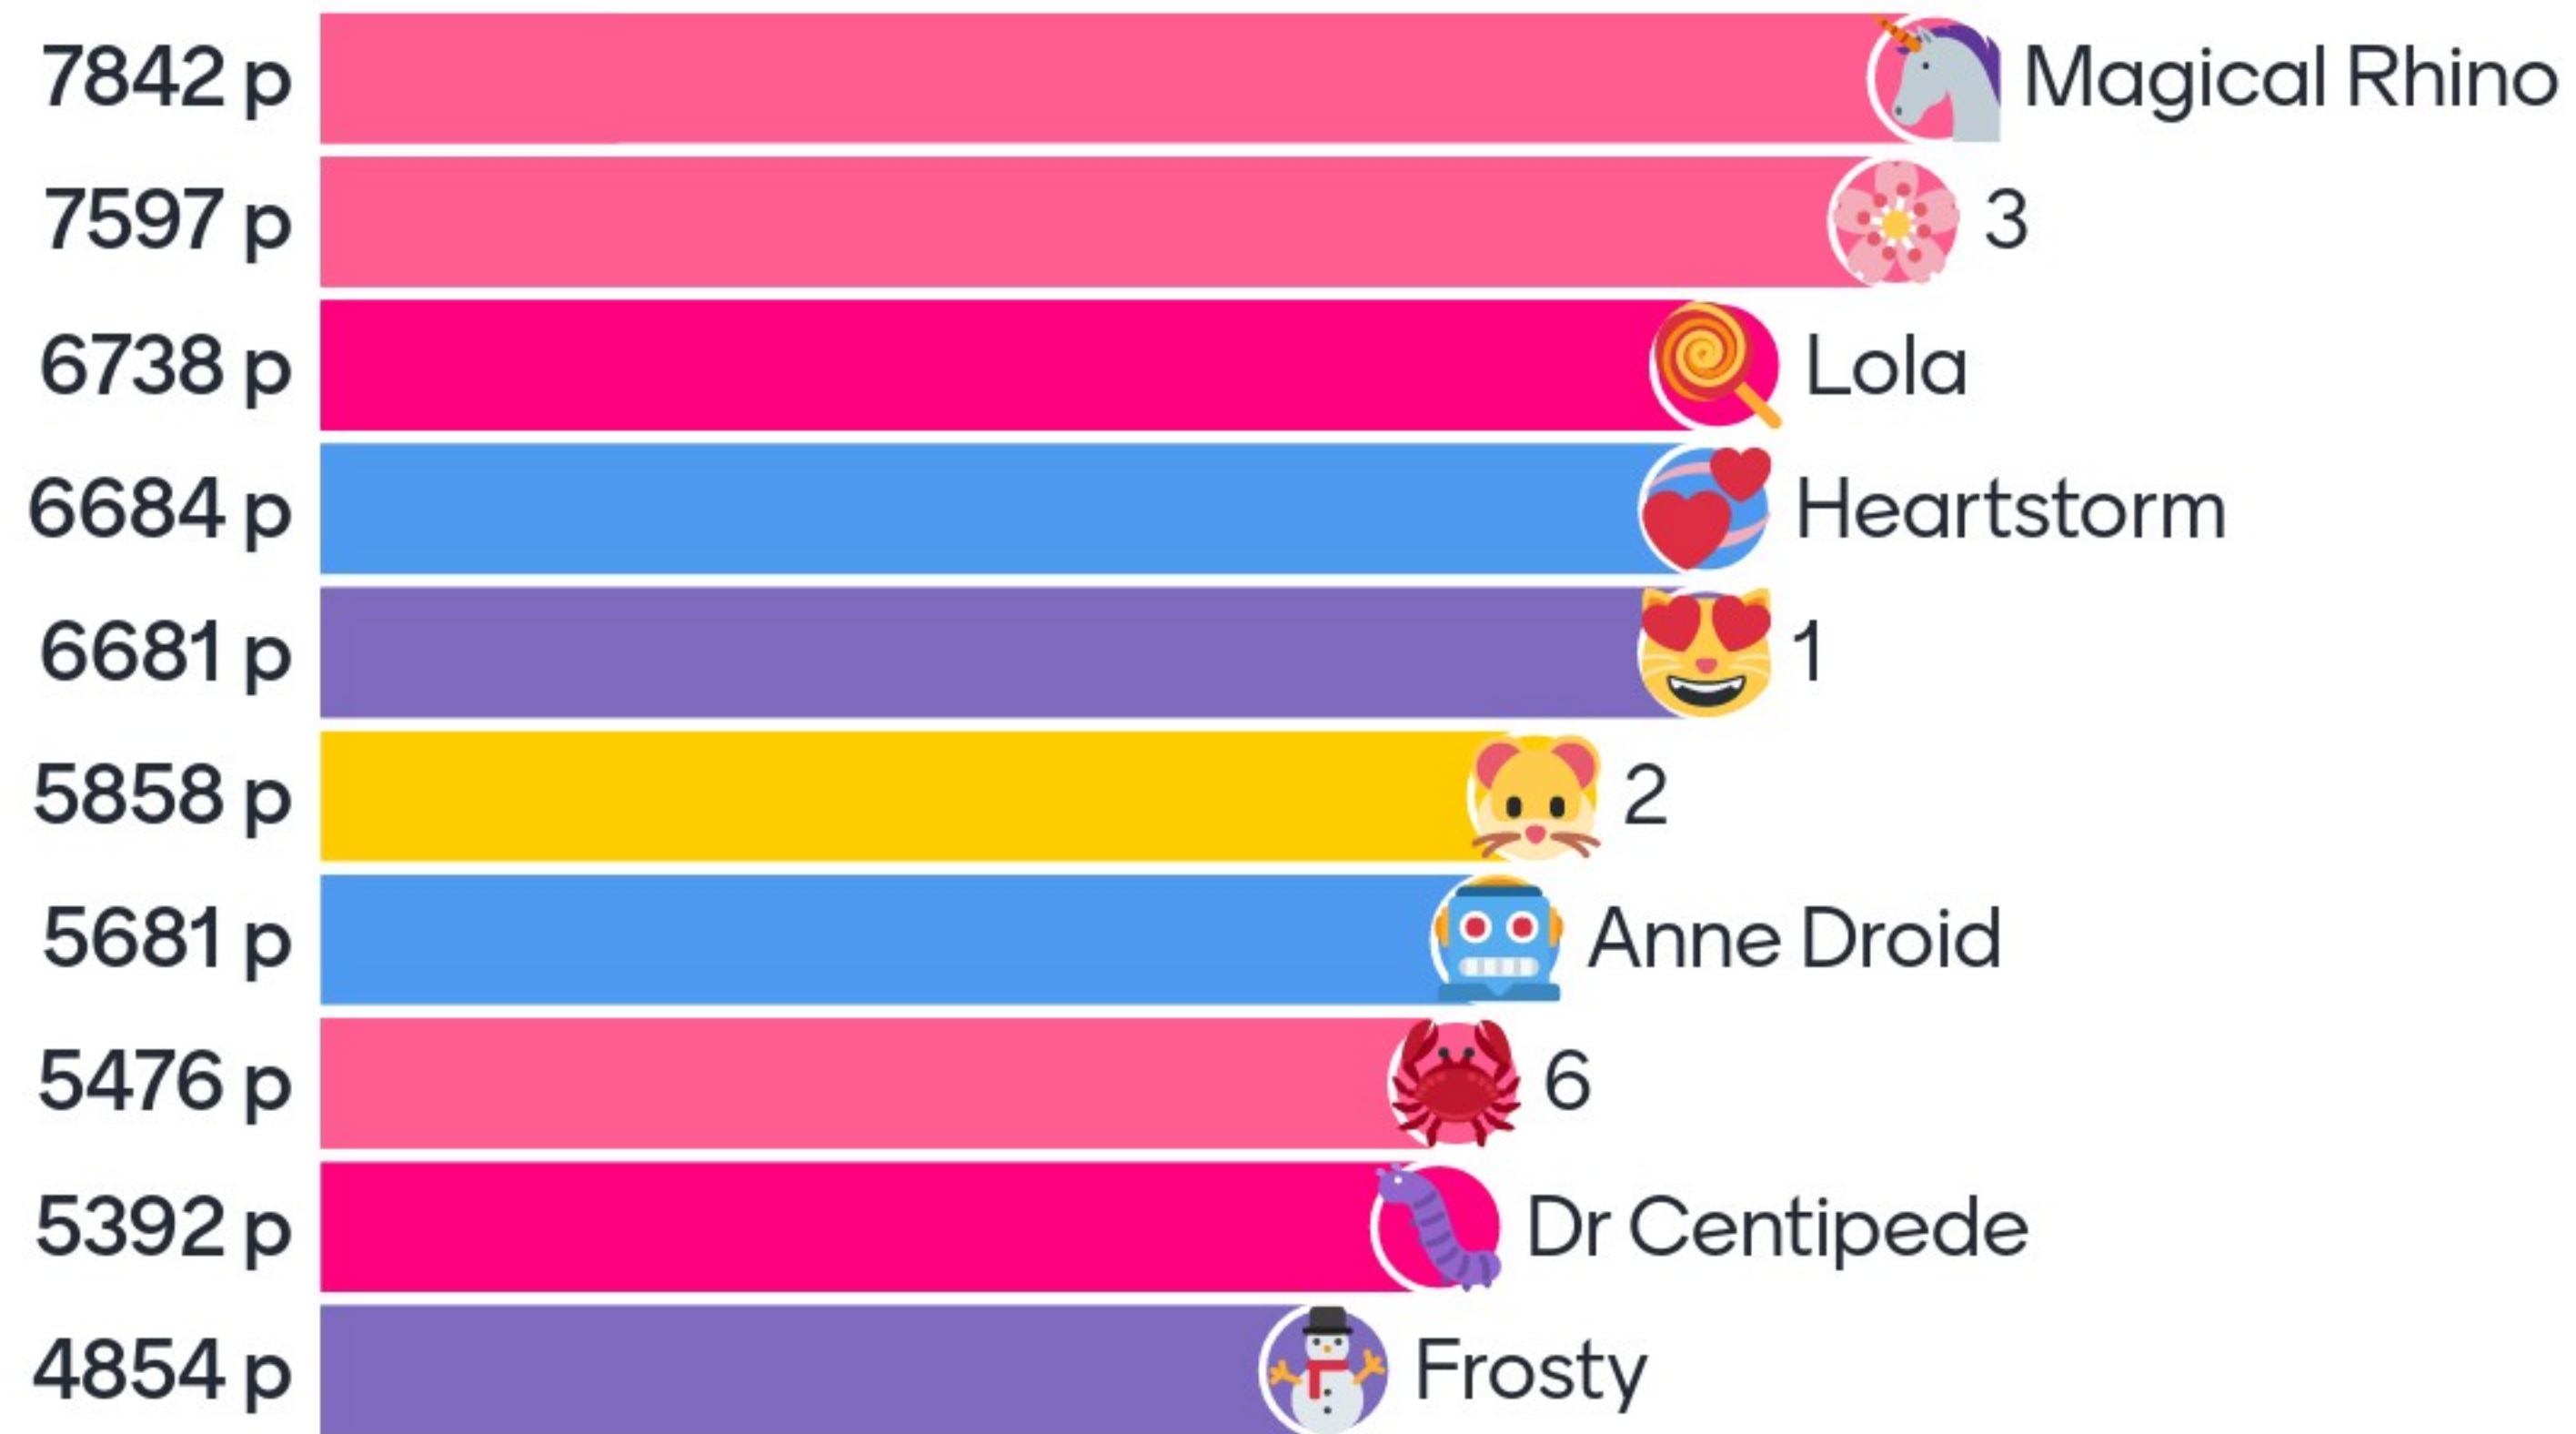 7842 p Magical Rhino
7597 p 3
6738 p Lola
6684 p Heartstorm
6681 p 1
5858 p 2
5681 p Anne Droid
5476 p 6
5392 p Dr Centipede
4854 p Frosty